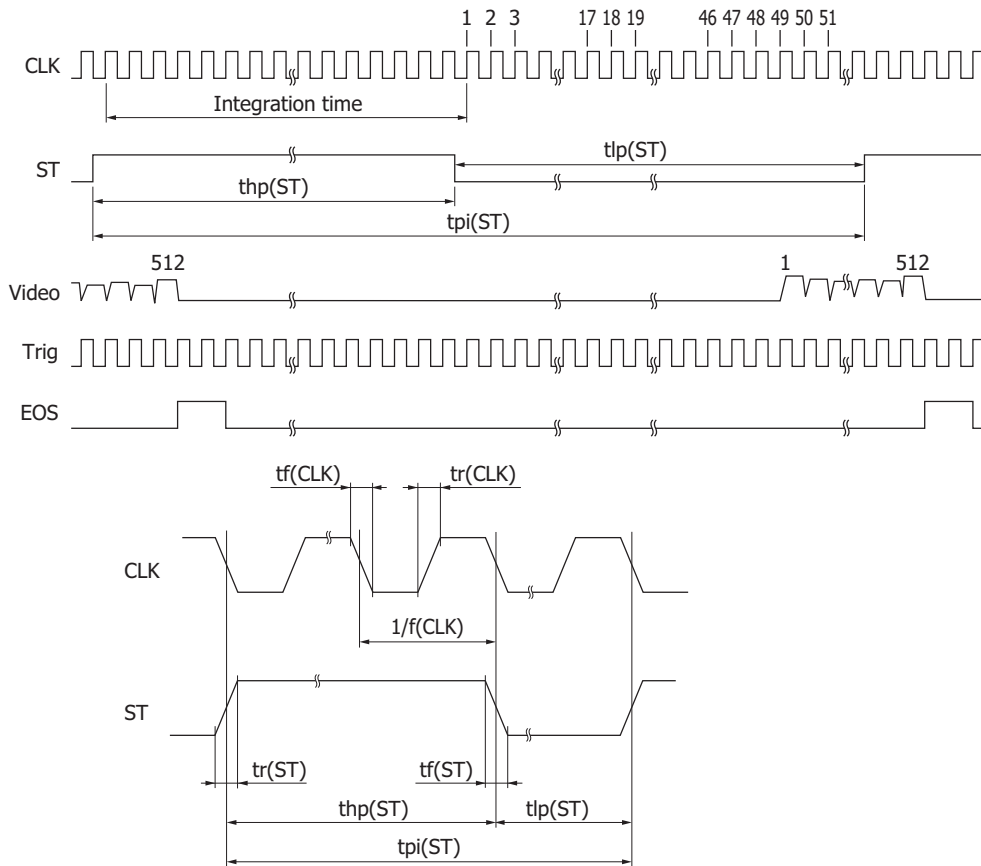 1 2 3 17 18 19 46 47 48 49 50 51
CLK
Integration time
ST
tlp(ST)
thp(ST)
tpi(ST)
512 1 512
Video
Trig
EOS
tf(CLK) tr(CLK)
CLK
1/f(CLK)
ST
tr(ST) tf(ST)
thp(ST) tlp(ST)
tpi(ST)